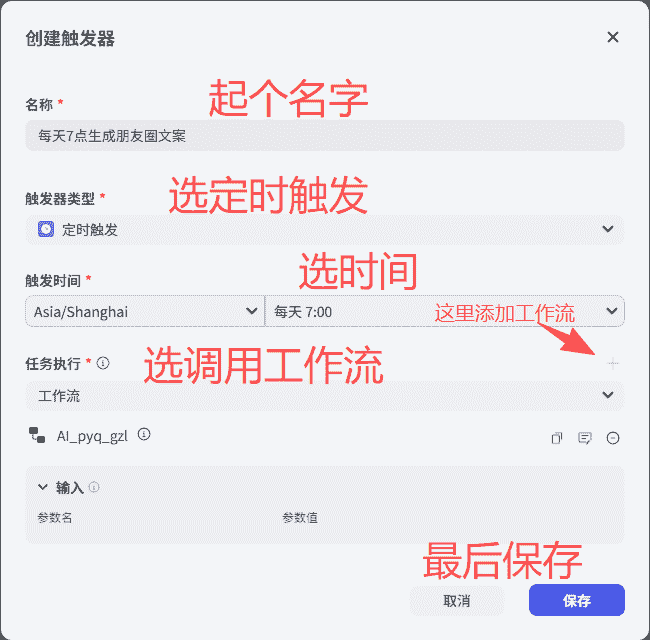 创建触发器
起个名字
名称 *
每天7点生成朋友圈文案
选定时触发
触发器类型 *
定时触发
选时间
触发时间 *
Asia/Shanghai
每天 7:00
这里添加工作流
选调用工作流
任务执行 *
工作流
AI_pyq_gzl
输入
参数名
参数值
最后保存
取消
保存